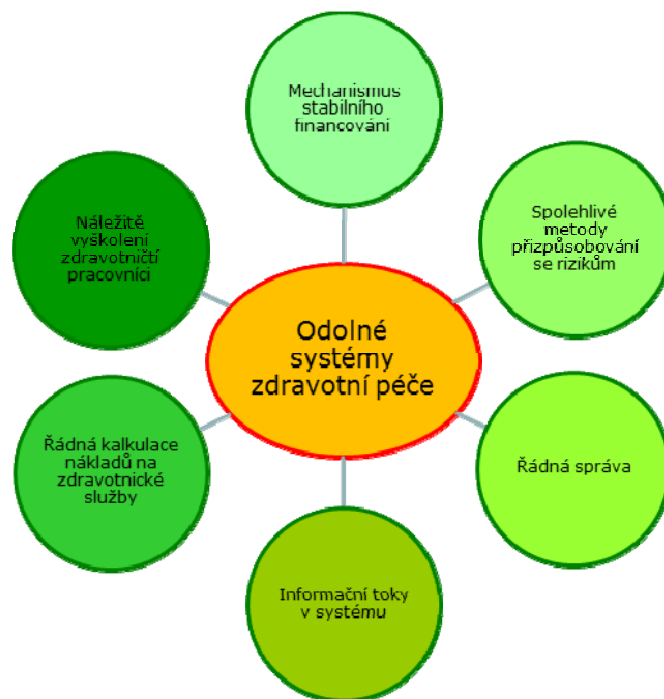 Mechanismus
stabilního
financování
Spolehlivé
metody
přizpůsobování
se rizikům
Řádná správa
Informační toky
v systému
Řádná kalkulace
nákladů na
zdravotnické
služby
Náležitě
vyškolení
zdravotničtí
pracovníci
Odolné
systémy
zdravotní péče